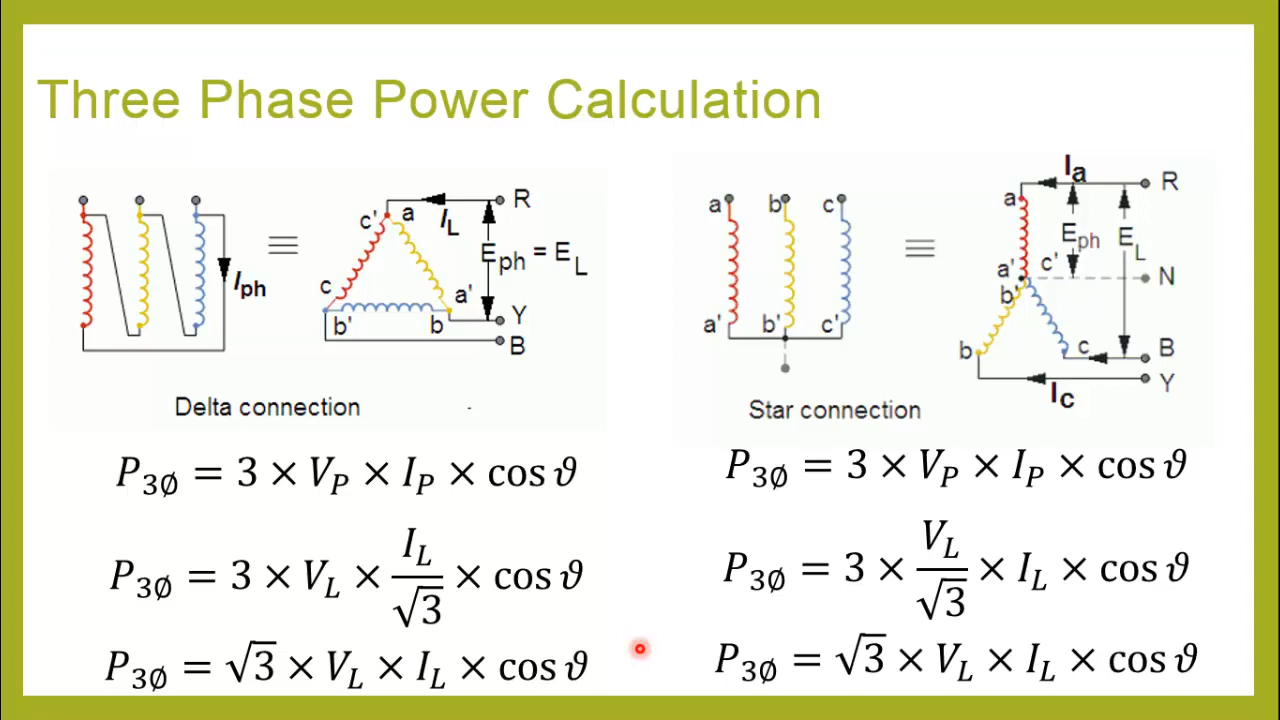 Three Phase Power Calculation
R
c' a
I_L
E_ph = E_L
I_ph
c
a'
b' b
Y
B
Delta connection
P_3∅ = 3 × V_P × I_P × cos ϑ
P_3∅ = 3 × V_L × I_L/√3 × cos ϑ
P_3∅ = √3 × V_L × I_L × cos ϑ
a b c
a' b' c'
I_a
R
a
E_ph E_L
a' c'
N
b'
b c
B
Y
I_c
Star connection
P_3∅ = 3 × V_P × I_P × cos ϑ
P_3∅ = 3 × V_L/√3 × I_L × cos ϑ
P_3∅ = √3 × V_L × I_L × cos ϑ